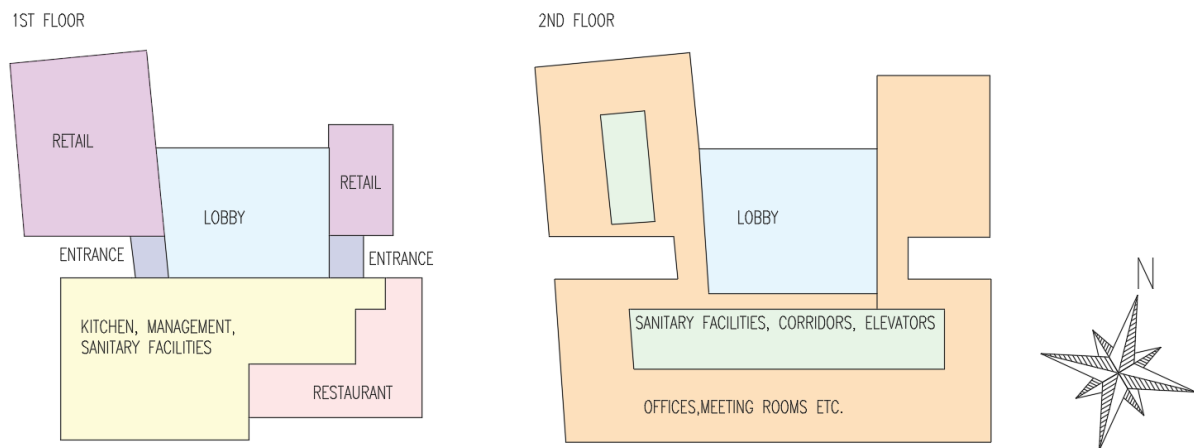 1ST FLOOR
2ND FLOOR
RETAIL
RETAIL
LOBBY
ENTRANCE
ENTRANCE
KITCHEN, MANAGEMENT,
SANITARY FACILITIES
RESTAURANT
LOBBY
SANITARY FACILITIES, CORRIDORS, ELEVATORS
OFFICES,MEETING ROOMS ETC.
N